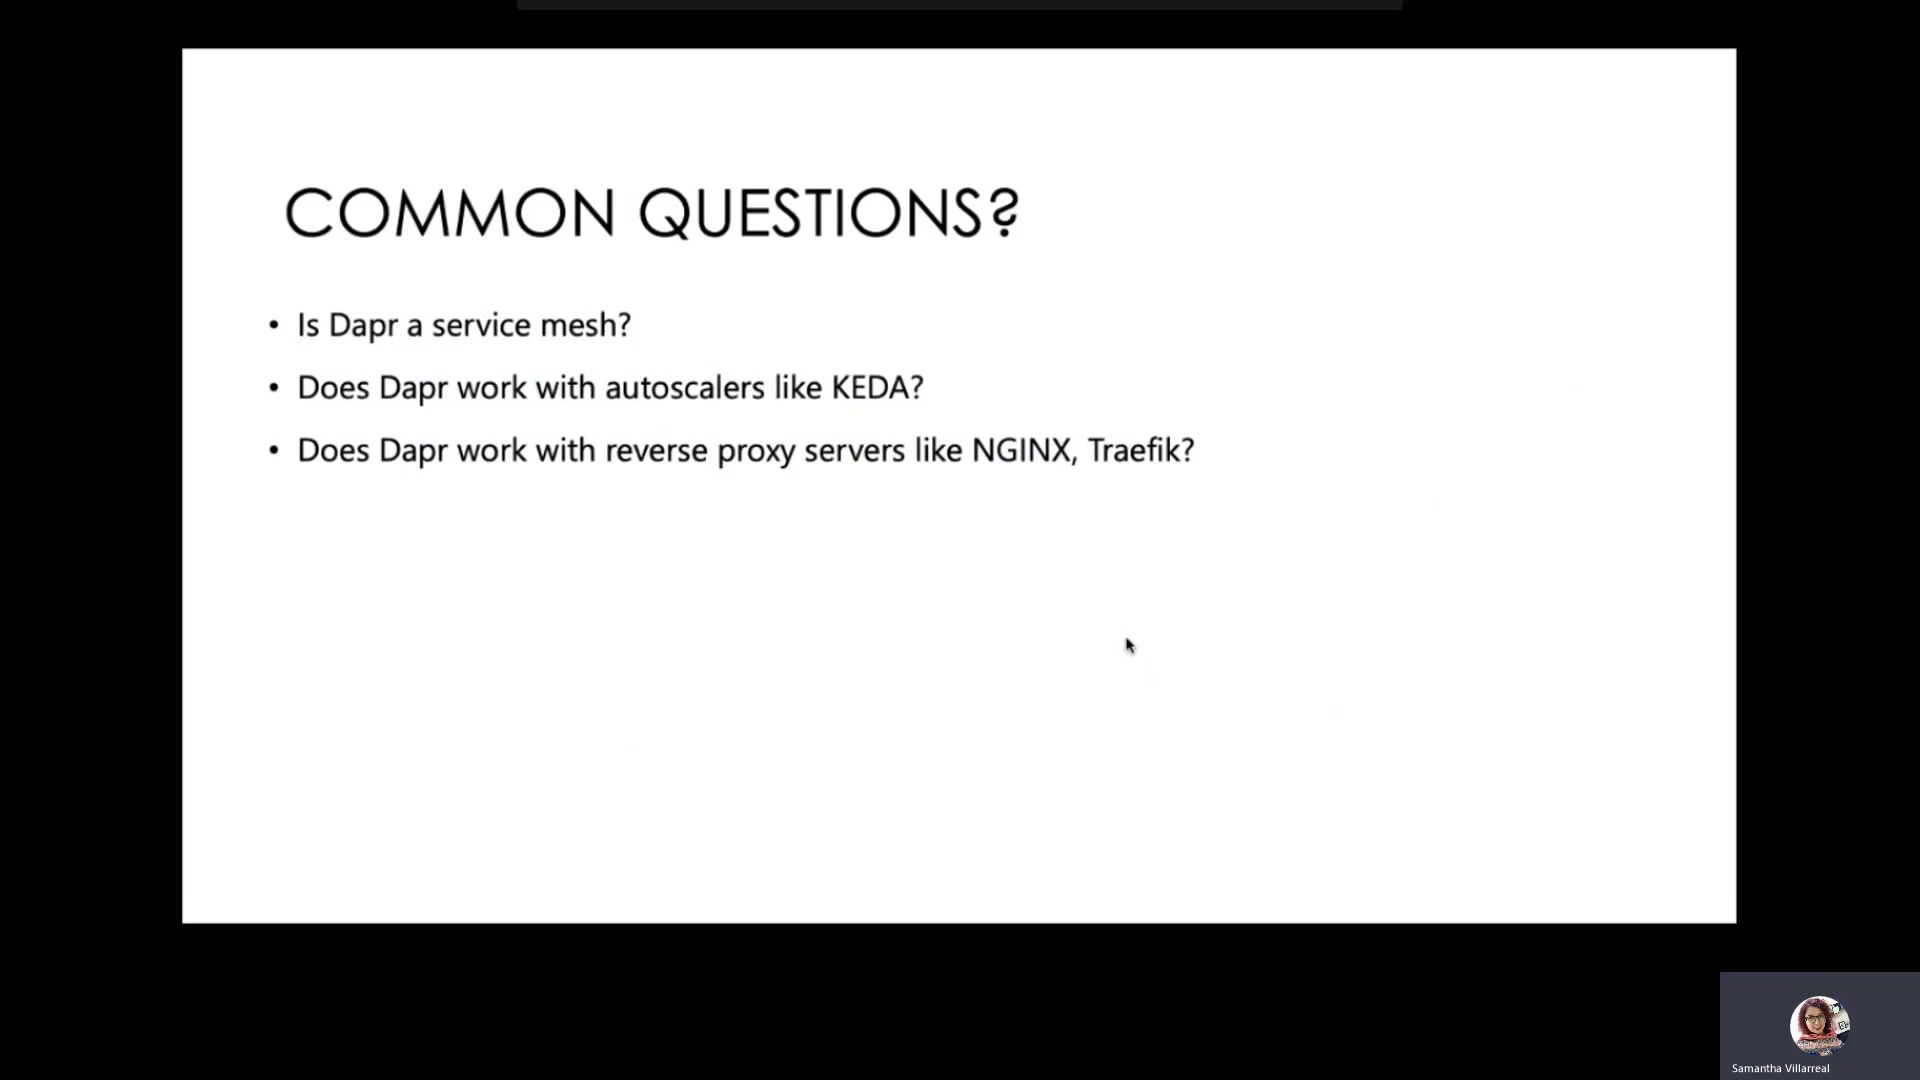 COMMON QUESTIONS?
• Is Dapr a service mesh?
• Does Dapr work with autoscalers like KEDA?
• Does Dapr work with reverse proxy servers like NGINX, Traefik?
Samantha Villarreal